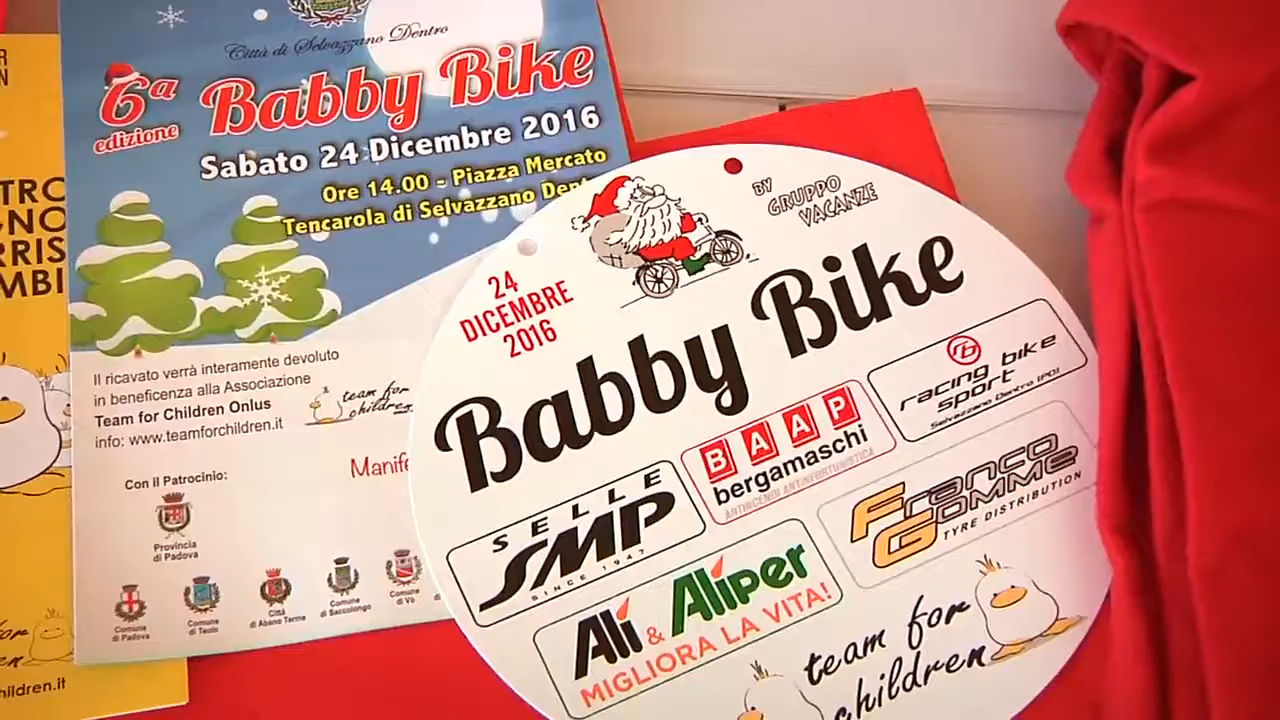 Città di Selvazzano Dentro
6ª edizione
Babby Bike
Sabato 24 Dicembre 2016
Ore 14.00 - Piazza Mercato
Tencarola di Selvazzano
Il ricavato verrà interamente devoluto
in beneficenza alla Associazione
Team for Children Onlus
info: www.teamforchildren.it
team for
children
Con il Patrocinio:
Provincia
di Padova
Comune
di Padova
Comune
di Teolo
Città
di Abano Terme
Comune
di Saccolongo
Comune
di Vò
BY
GRUPPO
VACANZE
24
DICEMBRE
2016
Babby Bike
racing bike
sport
Selvazzano Dentro (PD)
BAAP
bergamaschi
ANTINCENDI ANTINFORTUNISTICA
SELLE
SMP
SINCE 1947
Franco
Gomme
TYRE DISTRIBUTION
Alì & Alìper
MIGLIORA LA VITA!
team for
children